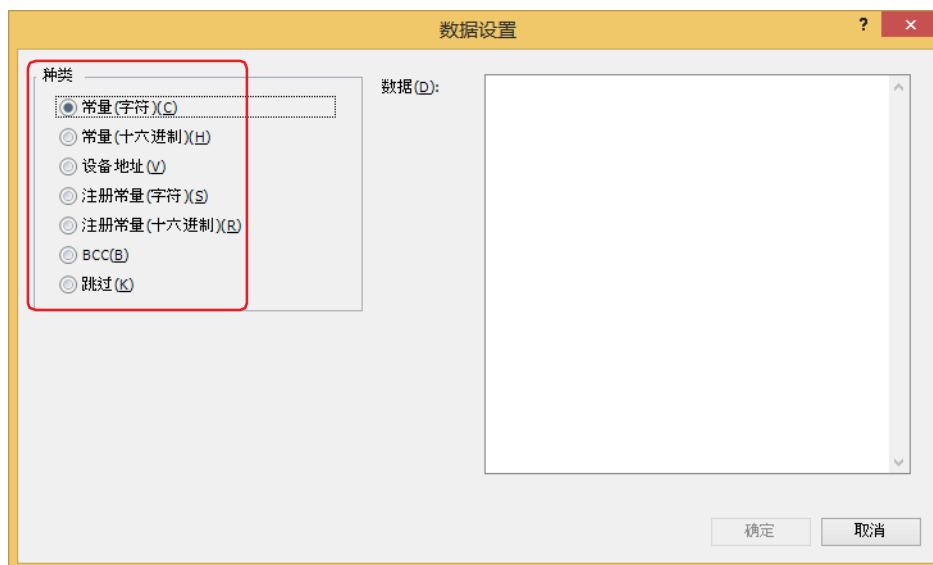 数据设置
?
×
种类
常量(字符)(C)
常量(十六进制)(H)
设备地址(V)
注册常量(字符)(S)
注册常量(十六进制)(R)
BCC(B)
跳过(K)
数据(D):
确定
取消